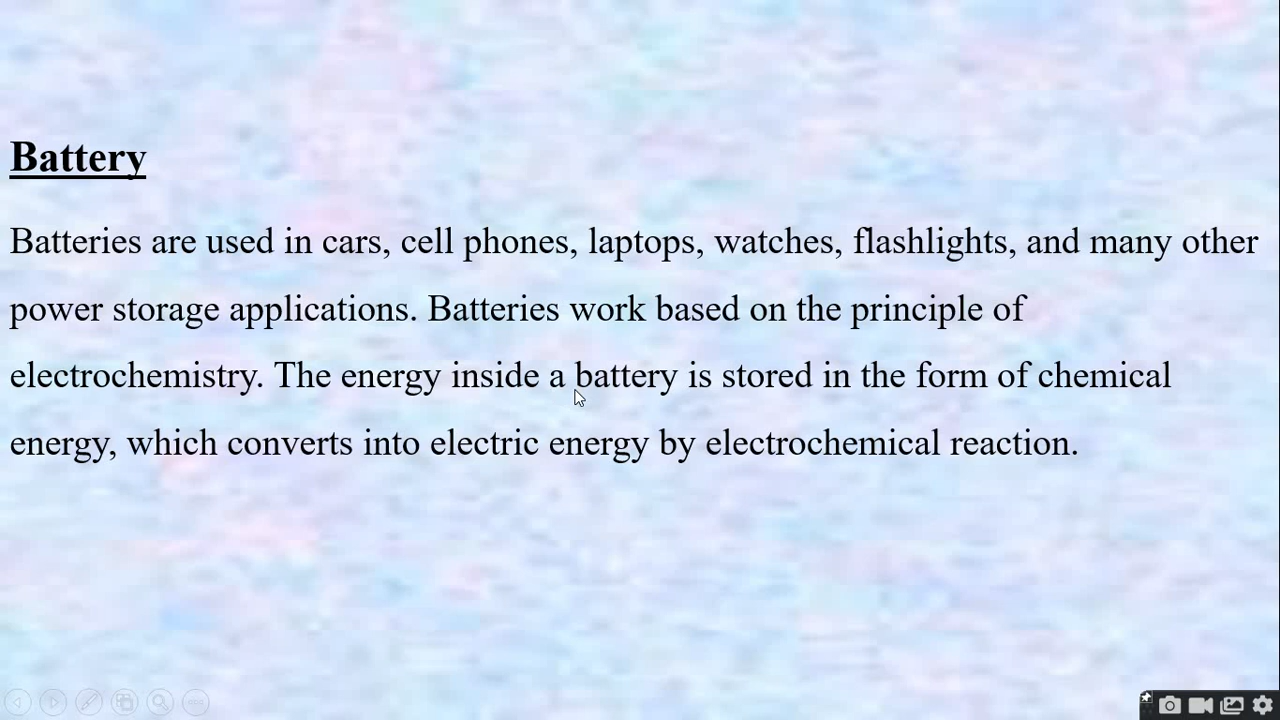 Battery
Batteries are used in cars, cell phones, laptops, watches, flashlights, and many other
power storage applications. Batteries work based on the principle of
electrochemistry. The energy inside a battery is stored in the form of chemical
energy, which converts into electric energy by electrochemical reaction.